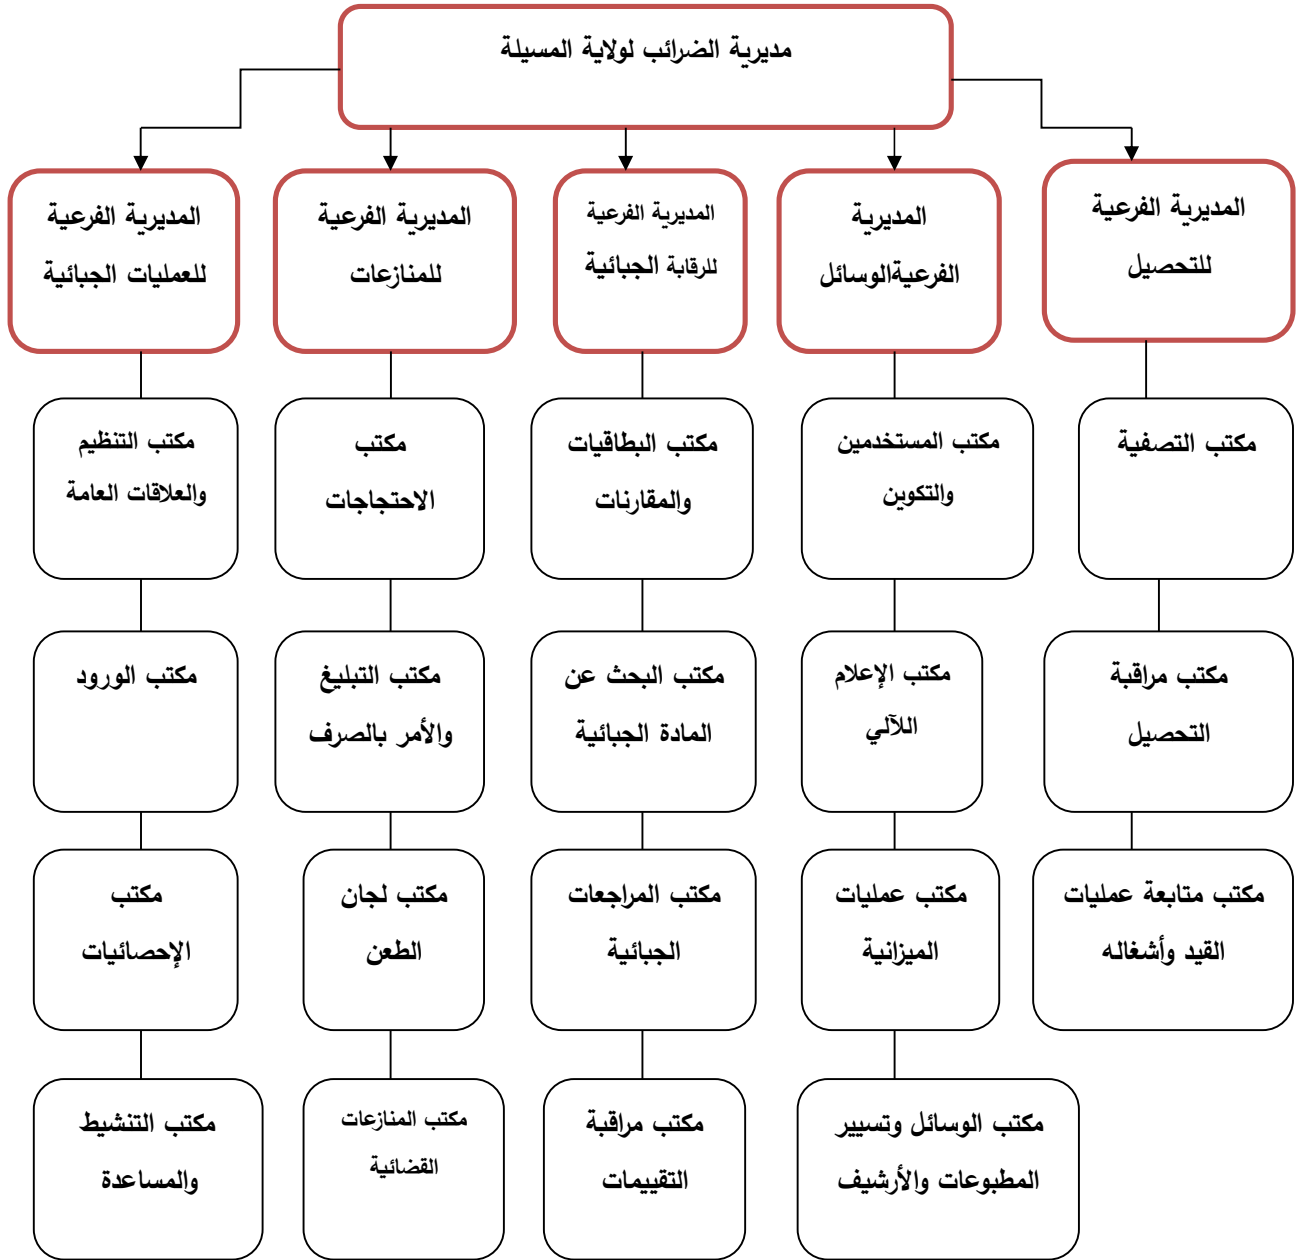 مديرية الضرائب لولاية المسيلة
المديرية الفرعية
للتحصيل
المديرية
الفرعيةالوسائل
المديرية الفرعية
للرقابة الجبائية
المديرية الفرعية
للمنازعات
المديرية الفرعية
للعمليات الجبائية
مكتب التصفية
مكتب المستخدمين
والتكوين
مكتب البطاقيات
والمقارنات
مكتب
الاحتجاجات
مكتب التنظيم
والعلاقات العامة
مكتب مراقبة
التحصيل
مكتب الإعلام
اللآلي
مكتب البحث عن
المادة الجبائية
مكتب التبليغ
والأمر بالصرف
مكتب الورود
مكتب متابعة عمليات
القيد وأشغاله
مكتب عمليات
الميزانية
مكتب المراجعات
الجبائية
مكتب لجان
الطعن
مكتب
الإحصائيات
مكتب الوسائل وتسيير
المطبوعات والأرشيف
مكتب مراقبة
التقييمات
مكتب المنازعات
القضائية
مكتب التنشيط
والمساعدة